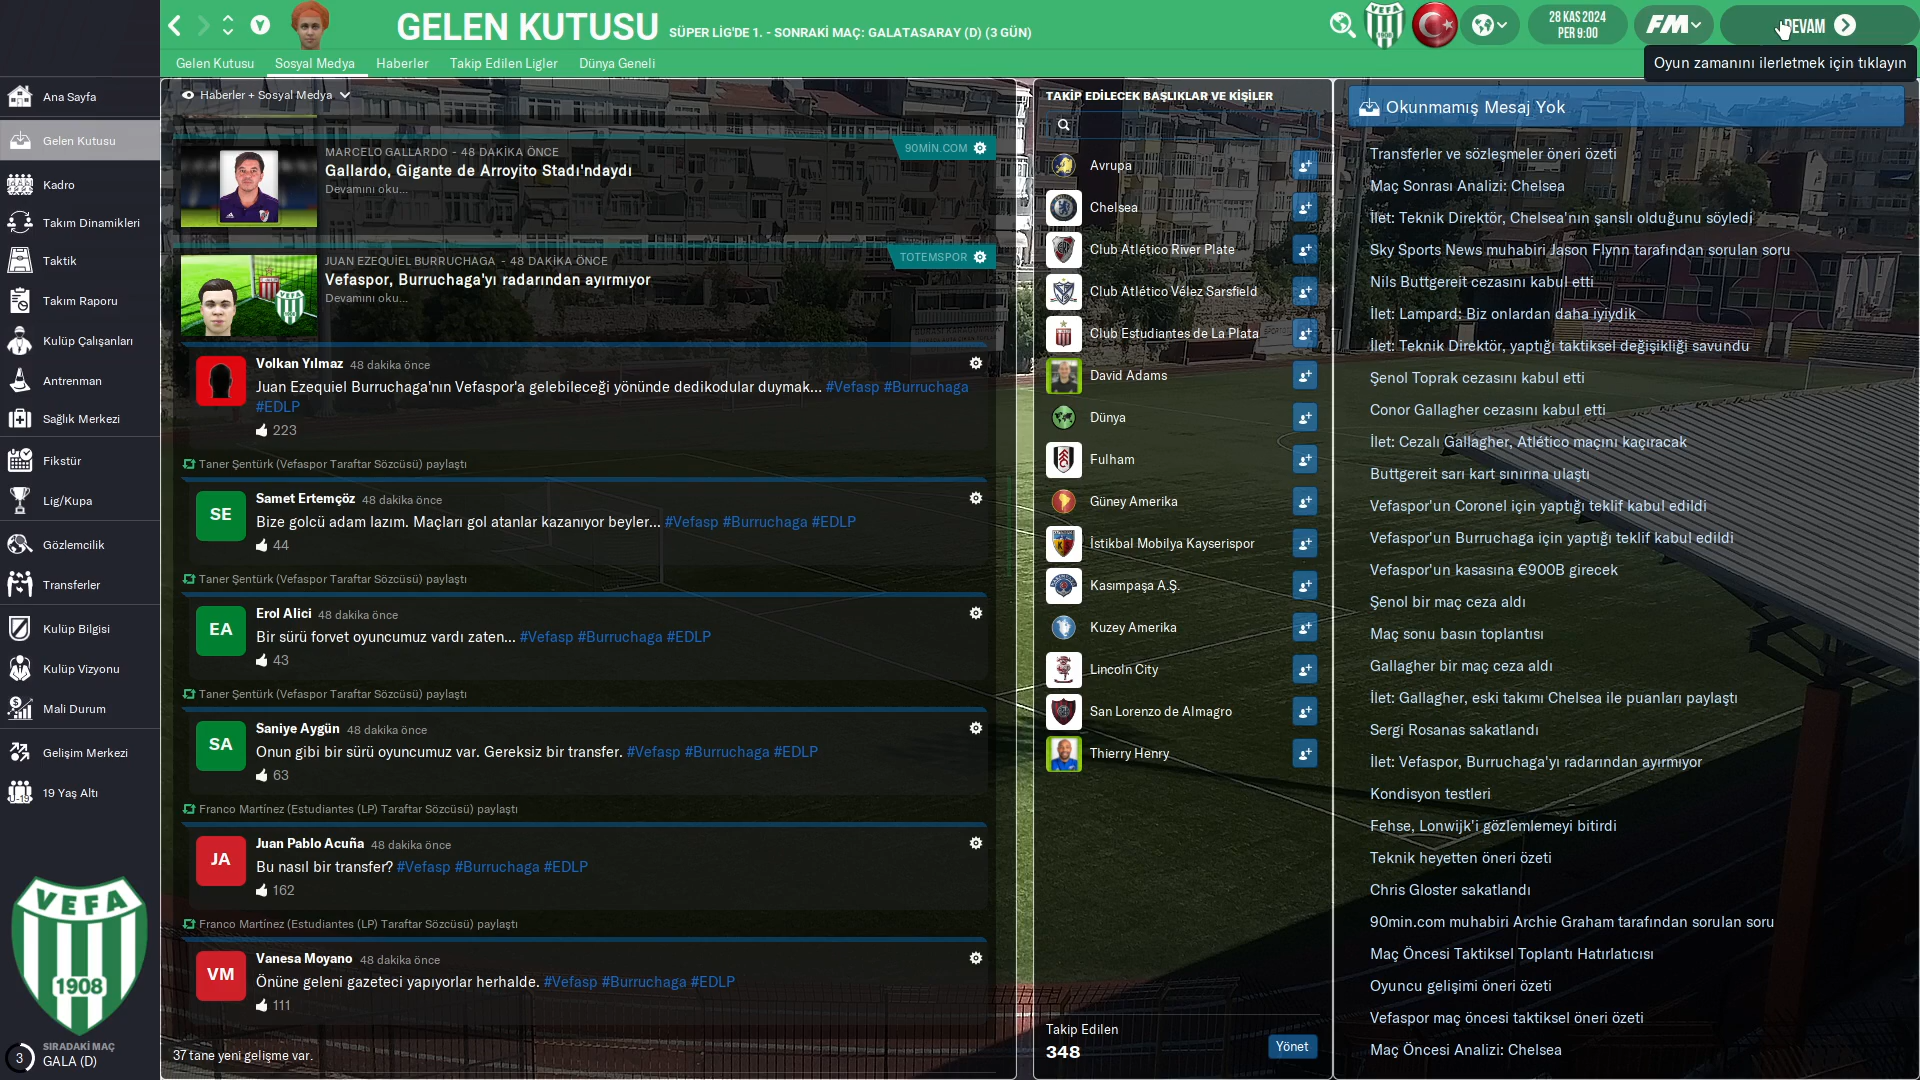 GELEN KUTUSU
SÜPER LİG'DE 1. - SONRAKİ MAÇ: GALATASARAY (D) (3 GÜN)
28 KAS 2024
PER 9:00
FM
DEVAM
Oyun zamanını ilerletmek için tıklayın
Gelen Kutusu
Sosyal Medya
Haberler
Takip Edilen Ligler
Dünya Geneli
Ana Sayfa
Gelen Kutusu
Kadro
Takım Dinamikleri
Taktik
Takım Raporu
Kulüp Çalışanları
Antrenman
Sağlık Merkezi
Fikstür
Lig/Kupa
Gözlemcilik
Transferler
Kulüp Bilgisi
Kulüp Vizyonu
Mali Durum
Gelişim Merkezi
19 Yaş Altı
VEFA
1908
3
SIRADAKİ MAÇ
GALA (D)
Haberler + Sosyal Medya
MARCELO GALLARDO - 48 DAKİKA ÖNCE
90MİN.COM
Gallardo, Gigante de Arroyito Stadı'ndaydı
Devamını oku...
JUAN EZEQUİEL BURRUCHAGA - 48 DAKİKA ÖNCE
TOTEMSPOR
Vefaspor, Burruchaga'yı radarından ayırmıyor
Devamını oku...
Volkan Yılmaz 48 dakika önce
Juan Ezequiel Burruchaga'nın Vefaspor'a gelebileceği yönünde dedikodular duymak... #Vefasp #Burruchaga
#EDLP
223
Taner Şentürk (Vefaspor Taraftar Sözcüsü) paylaştı
SE
Samet Ertemçöz 48 dakika önce
Bize golcü adam lazım. Maçları gol atanlar kazanıyor beyler... #Vefasp #Burruchaga #EDLP
44
Taner Şentürk (Vefaspor Taraftar Sözcüsü) paylaştı
EA
Erol Alici 48 dakika önce
Bir sürü forvet oyuncumuz vardı zaten... #Vefasp #Burruchaga #EDLP
43
Taner Şentürk (Vefaspor Taraftar Sözcüsü) paylaştı
SA
Saniye Aygün 48 dakika önce
Onun gibi bir sürü oyuncumuz var. Gereksiz bir transfer. #Vefasp #Burruchaga #EDLP
63
Franco Martínez (Estudiantes (LP) Taraftar Sözcüsü) paylaştı
JA
Juan Pablo Acuña 48 dakika önce
Bu nasıl bir transfer? #Vefasp #Burruchaga #EDLP
162
Franco Martínez (Estudiantes (LP) Taraftar Sözcüsü) paylaştı
VM
Vanesa Moyano 48 dakika önce
Önüne geleni gazeteci yapıyorlar herhalde. #Vefasp #Burruchaga #EDLP
111
37 tane yeni gelişme var.
TAKİP EDİLECEK BAŞLIKLAR VE KİŞİLER
Avrupa
Chelsea
Club Atlético River Plate
Club Atlético Vélez Sarsfield
Club Estudiantes de La Plata
David Adams
Dünya
Fulham
Güney Amerika
İstikbal Mobilya Kayserispor
Kasımpaşa A.Ş.
Kuzey Amerika
Lincoln City
San Lorenzo de Almagro
Thierry Henry
Takip Edilen
348
Yönet
Okunmamış Mesaj Yok
Transferler ve sözleşmeler öneri özeti
Maç Sonrası Analizi: Chelsea
İlet: Teknik Direktör, Chelsea'nın şanslı olduğunu söyledi
Sky Sports News muhabiri Jason Flynn tarafından sorulan soru
Nils Buttgereit cezasını kabul etti
İlet: Lampard: Biz onlardan daha iyiydik
İlet: Teknik Direktör, yaptığı taktiksel değişikliği savundu
Şenol Toprak cezasını kabul etti
Conor Gallagher cezasını kabul etti
İlet: Cezalı Gallagher, Atlético maçını kaçıracak
Buttgereit sarı kart sınırına ulaştı
Vefaspor'un Coronel için yaptığı teklif kabul edildi
Vefaspor'un Burruchaga için yaptığı teklif kabul edildi
Vefaspor'un kasasına €900B girecek
Şenol bir maç ceza aldı
Maç sonu basın toplantısı
Gallagher bir maç ceza aldı
İlet: Gallagher, eski takımı Chelsea ile puanları paylaştı
Sergi Rosanas sakatlandı
İlet: Vefaspor, Burruchaga'yı radarından ayırmıyor
Kondisyon testleri
Fehse, Lonwijk'i gözlemlemeyi bitirdi
Teknik heyetten öneri özeti
Chris Gloster sakatlandı
90min.com muhabiri Archie Graham tarafından sorulan soru
Maç Öncesi Taktiksel Toplantı Hatırlatıcısı
Oyuncu gelişimi öneri özeti
Vefaspor maç öncesi taktiksel öneri özeti
Maç Öncesi Analizi: Chelsea